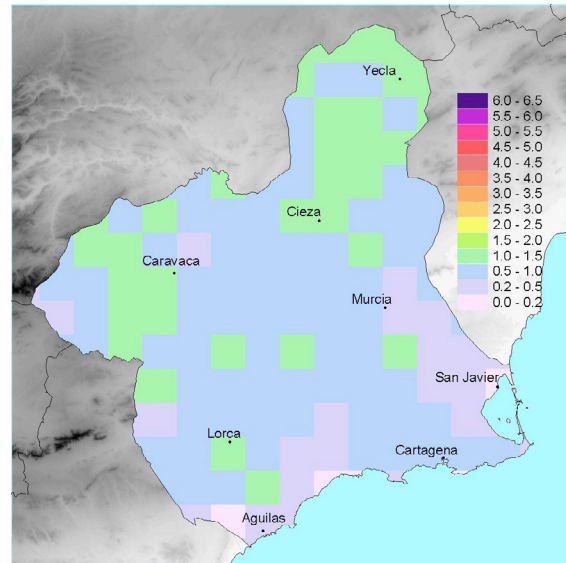 Yecla
6.0 - 6.5
5.5 - 6.0
5.0 - 5.5
4.5 - 5.0
4.0 - 4.5
3.5 - 4.0
3.0 - 3.5
2.5 - 3.0
2.0 - 2.5
1.5 - 2.0
1.0 - 1.5
0.5 - 1.0
0.2 - 0.5
0.0 - 0.2
Cieza
Caravaca
Murcia
San Javier
Lorca
Cartagena
Aguilas